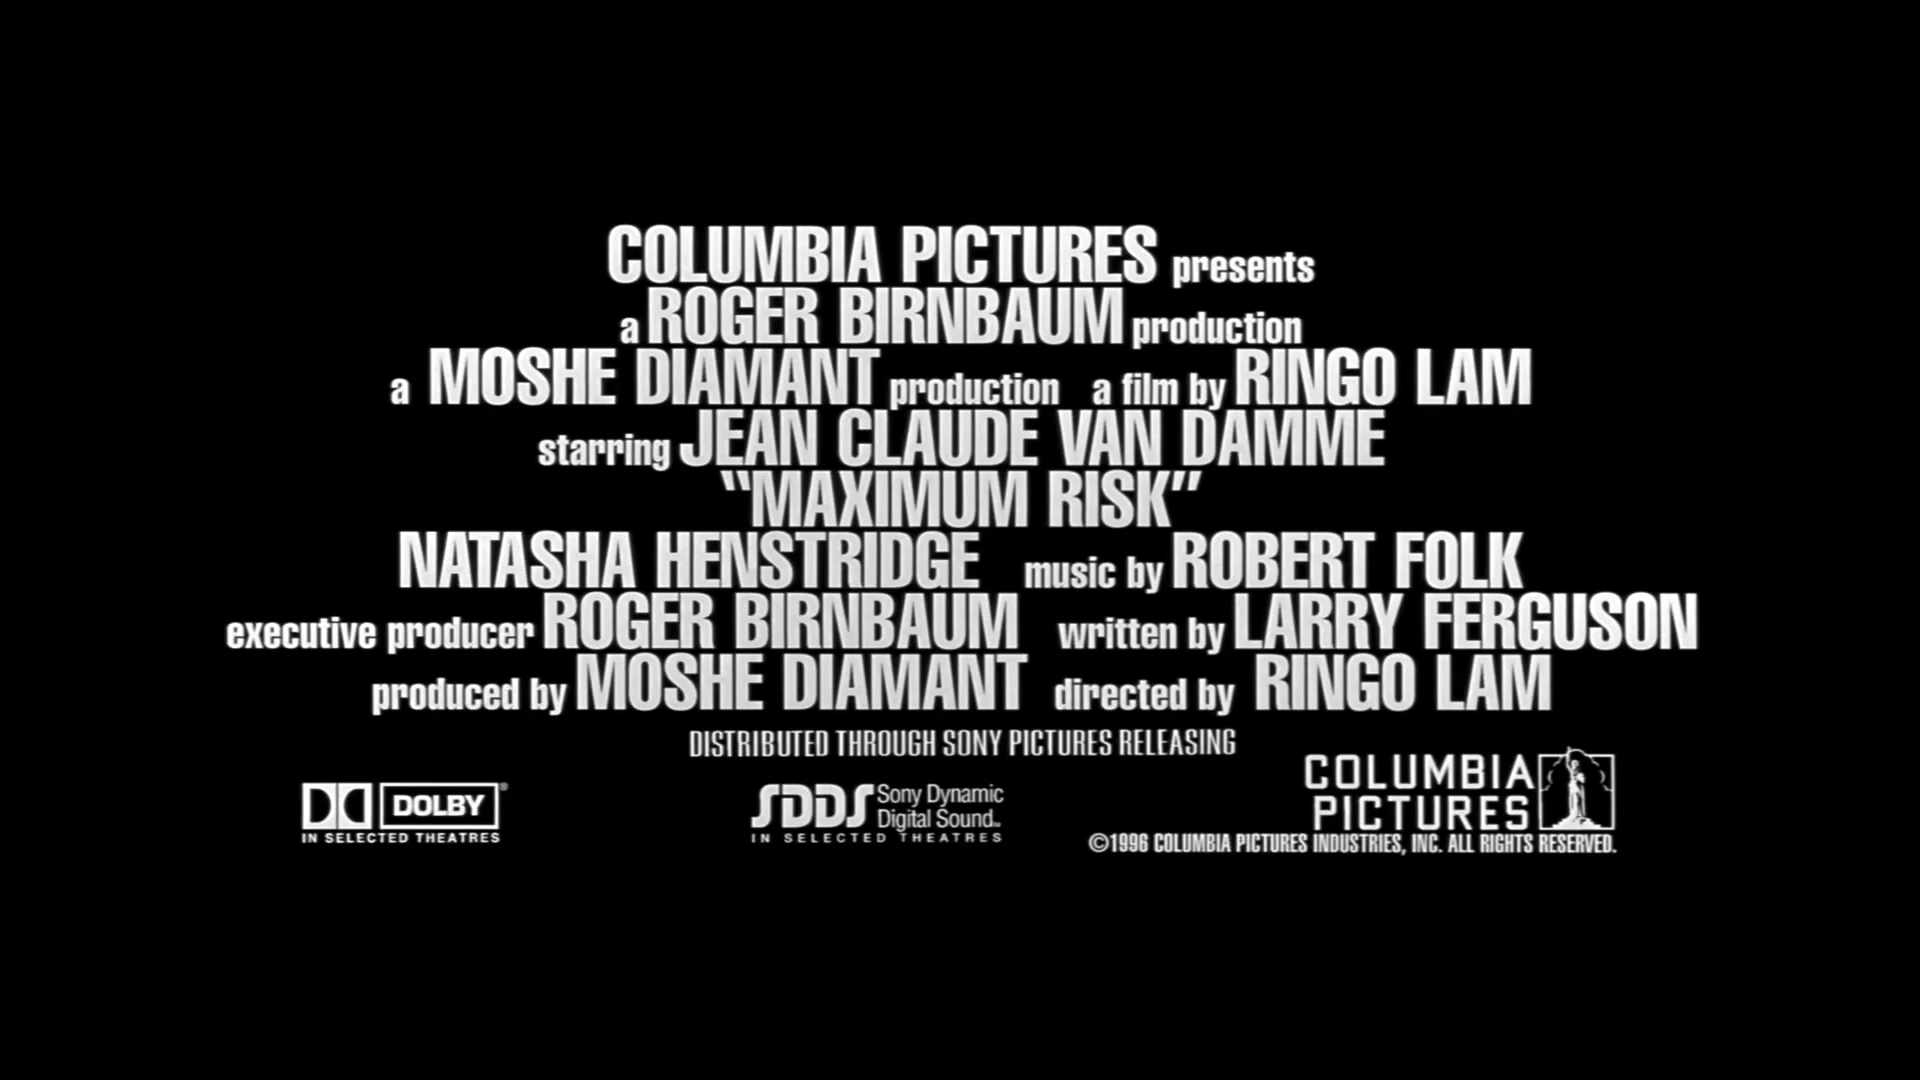 COLUMBIA PICTURES presents
a ROGER BIRNBAUM production
a MOSHE DIAMANT production a film by RINGO LAM
starring JEAN CLAUDE VAN DAMME
"MAXIMUM RISK"
NATASHA HENSTRIDGE music by ROBERT FOLK
executive producer ROGER BIRNBAUM written by LARRY FERGUSON
produced by MOSHE DIAMANT directed by RINGO LAM
DISTRIBUTED THROUGH SONY PICTURES RELEASING
DOLBY®
IN SELECTED THEATRES
SDDS Sony Dynamic
Digital Sound™
IN SELECTED THEATRES
COLUMBIA
PICTURES
©1996 COLUMBIA PICTURES INDUSTRIES, INC. ALL RIGHTS RESERVED.